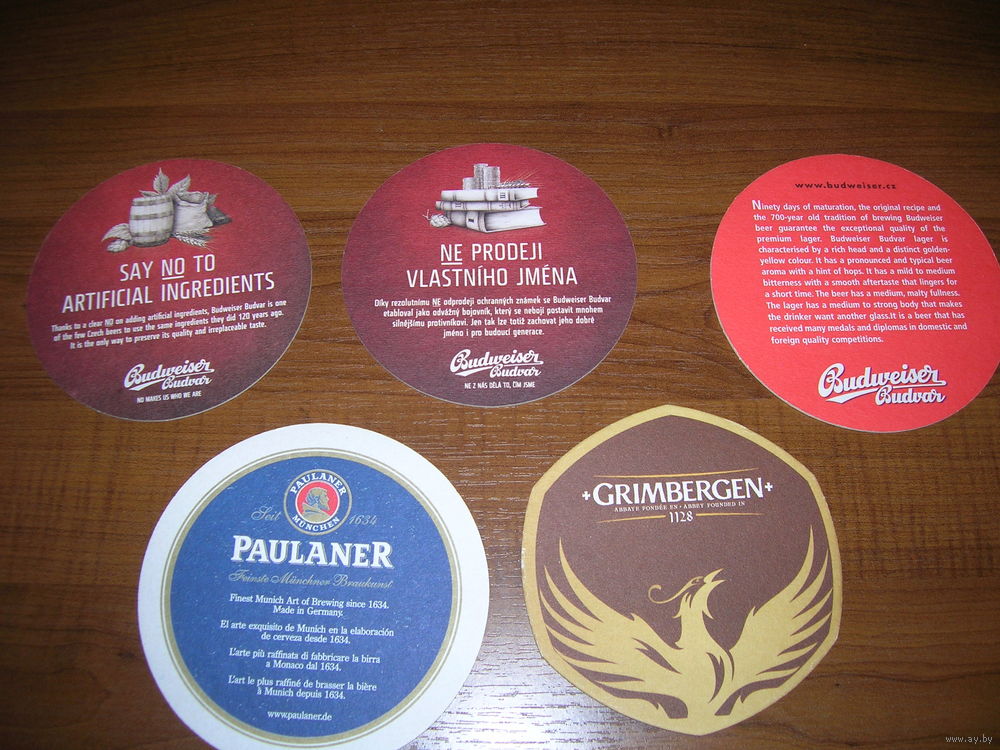 SAY NO TO
ARTIFICIAL INGREDIENTS
Thanks to a clear NO on adding artificial ingredients, Budweiser Budvar is one
of the few Czech beers to use the same ingredients they did 120 years ago.
It is the only way to preserve its quality and irreplaceable taste.
Budweiser
Budvar
NO MAKES US WHO WE ARE
NE PRODEJI
VLASTNÍHO JMÉNA
Díky rezolutnímu NE odprodeji ochranných známek se Budweiser Budvar
etabloval jako odvážný bojovník, který se nebojí postavit mnohem
silnějšímu protivníkovi. Jen tak lze totiž zachovat jeho dobré
jméno i pro budoucí generace.
Budweiser
Budvar
NE Z NÁS DĚLÁ TO, ČÍM JSME
www.budweiser.cz
Ninety days of maturation, the original recipe and
the 700-year old tradition of brewing Budweiser
beer guarantee the exceptional quality of the
premium lager. Budweiser Budvar lager is
characterised by a rich head and a distinct golden-
yellow colour. It has a pronounced and typical beer
aroma with a hint of hops. It has a mild to medium
bitterness with a smooth aftertaste that lingers for
a short time. The beer has a medium, malty fullness.
The lager has a medium to strong body that makes
the drinker want another glass.It is a beer that has
received many medals and diplomas in domestic and
foreign quality competitions.
Budweiser
Budvar
PAULANER
MÜNCHEN
Seit 1634
PAULANER
Feinste Münchner Braukunst
Finest Munich Art of Brewing since 1634.
Made in Germany.
El arte exquisito de Munich en la elaboración
de cerveza desde 1634.
L'arte più raffinata di fabbricare la birra
a Monaco dal 1634.
L'art le plus raffiné de brasser la bière
à Munich depuis 1634.
www.paulaner.de
GRIMBERGEN
ABBAYE FONDÉE EN · ABBEY FOUNDED IN
1128
www.ay.by